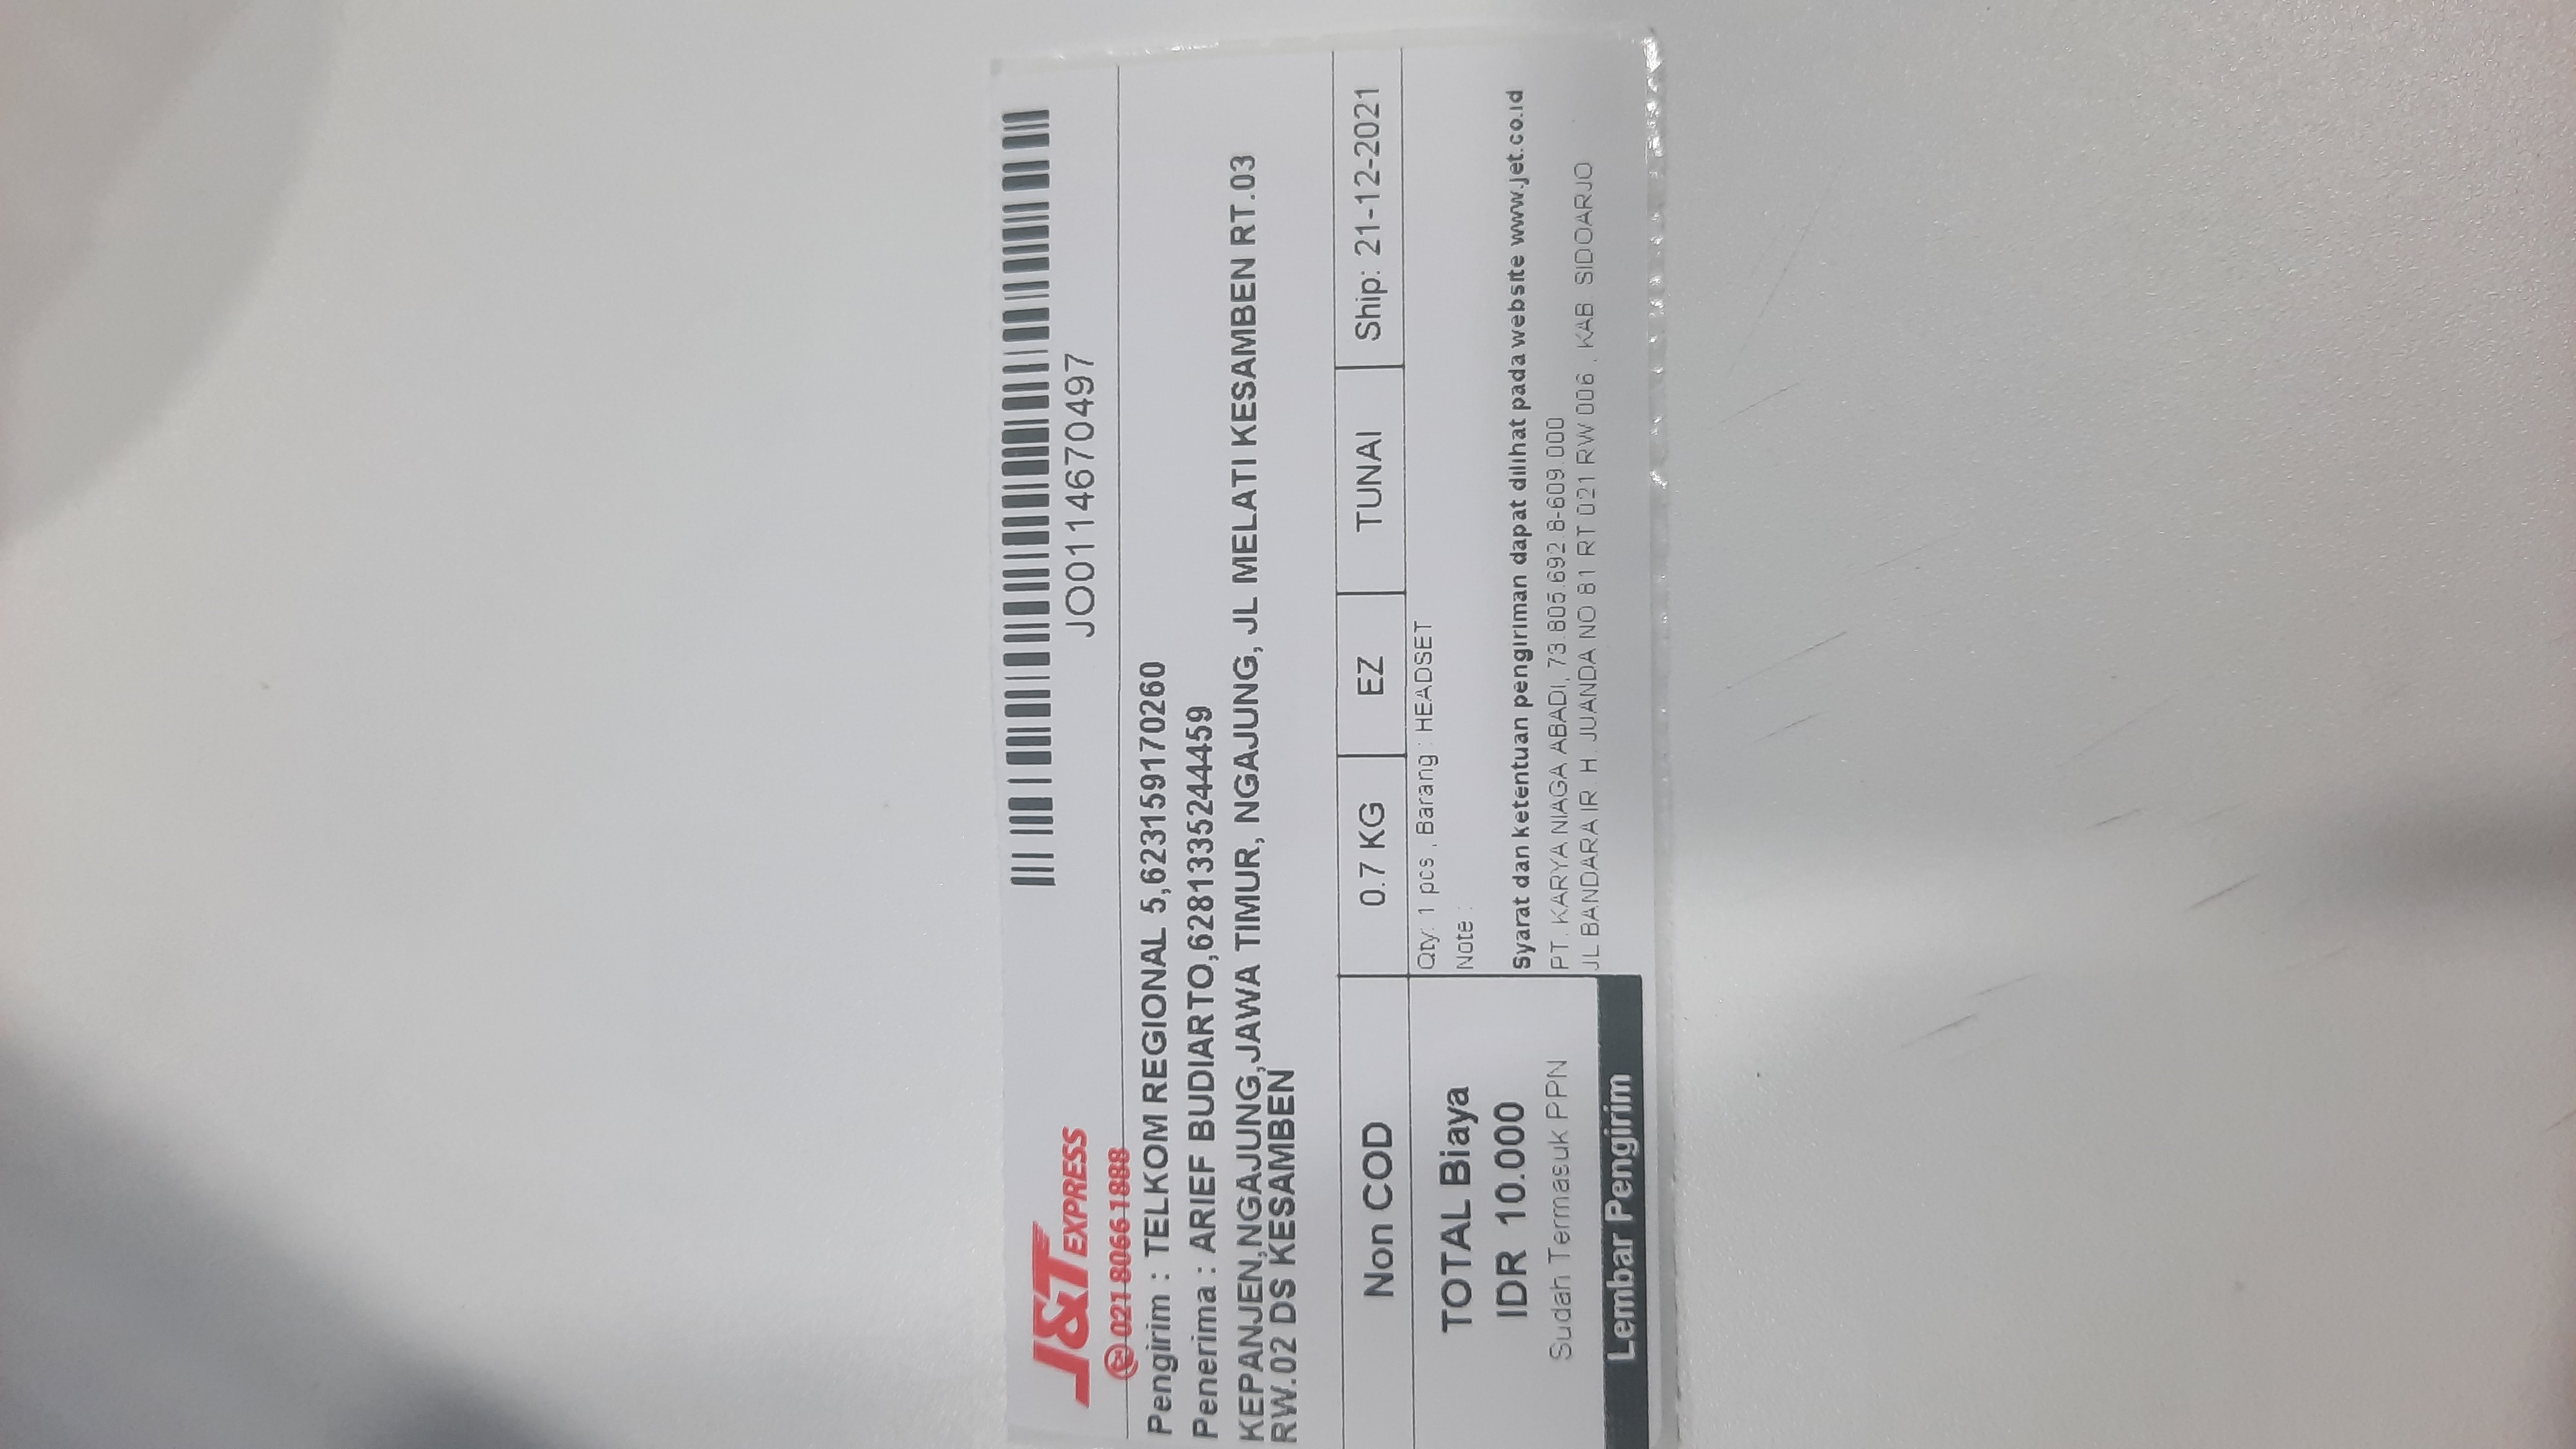 J&T EXPRESS
021 8066 1888
JO0114670497
Pengirim : TELKOM REGIONAL 5,623159170260
Penerima : ARIEF BUDIARTO,6281335244459
KEPANJEN,NGAJUNG,JAWA TIMUR, NGAJUNG, JL MELATI KESAMBEN RT.03
RW.02 DS KESAMBEN
Non COD
0.7 KG
EZ
TUNAI
Ship: 21-12-2021
TOTAL Biaya
IDR 10.000
Sudah Termasuk PPN
Lembar Pengirim
Qty: 1 pcs , Barang : HEADSET
Note :
Syarat dan ketentuan pengiriman dapat dilihat pada website www.jet.co.id
PT. KARYA NIAGA ABADI, 73.805.692.8-609.000
JL BANDARA IR. H. JUANDA NO 81 RT 021 RW 006 , KAB. SIDOARJO